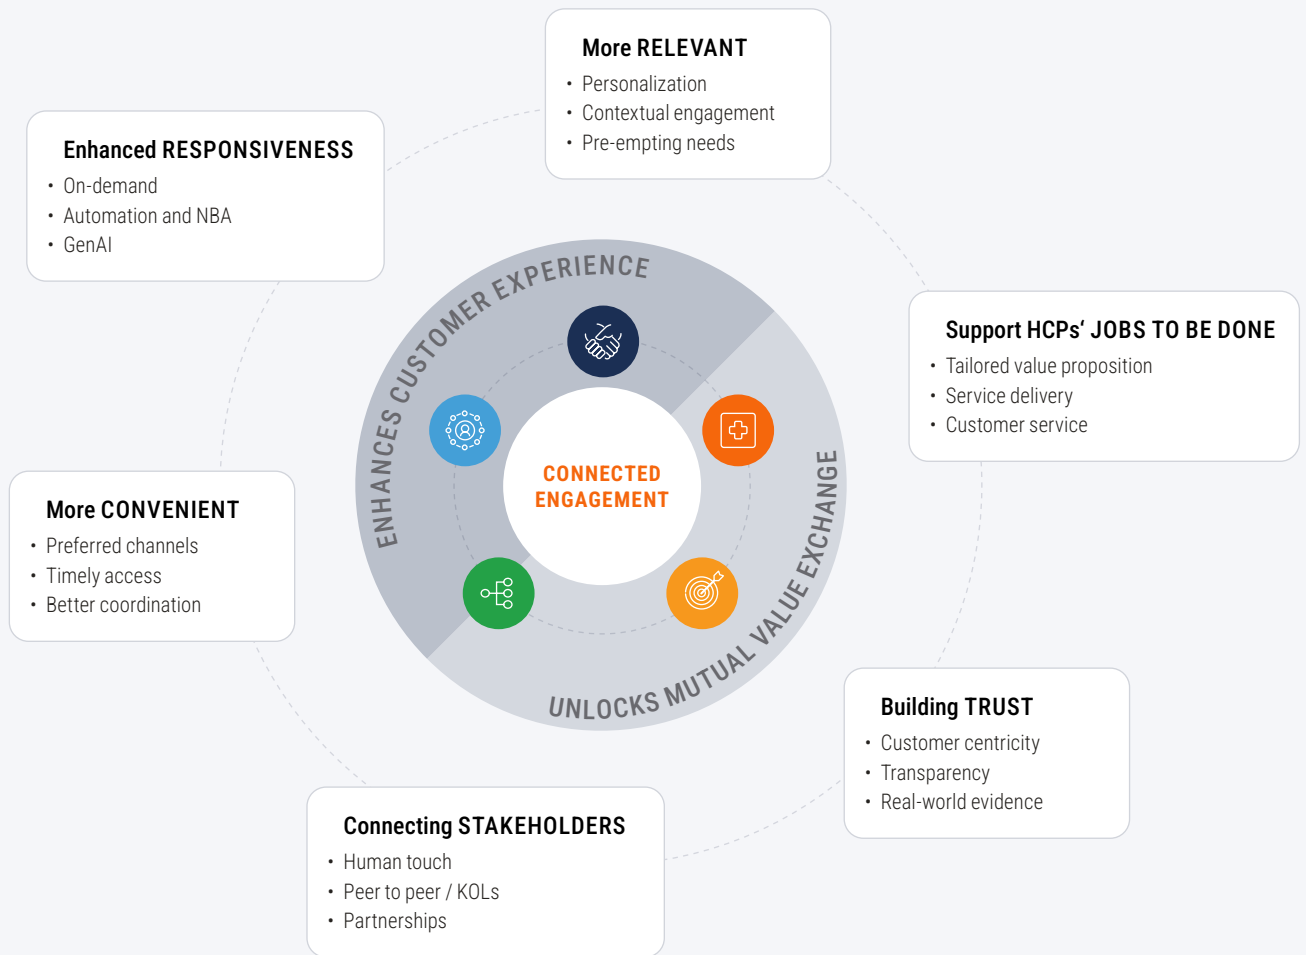 More RELEVANT
• Personalization
• Contextual engagement
• Pre-empting needs
Enhanced RESPONSIVENESS
• On-demand
• Automation and NBA
• GenAI
Support HCPs‘ JOBS TO BE DONE
• Tailored value proposition
• Service delivery
• Customer service
ENHANCES CUSTOMER EXPERIENCE
CONNECTED
ENGAGEMENT
UNLOCKS MUTUAL VALUE EXCHANGE
More CONVENIENT
• Preferred channels
• Timely access
• Better coordination
Building TRUST
• Customer centricity
• Transparency
• Real-world evidence
Connecting STAKEHOLDERS
• Human touch
• Peer to peer / KOLs
• Partnerships